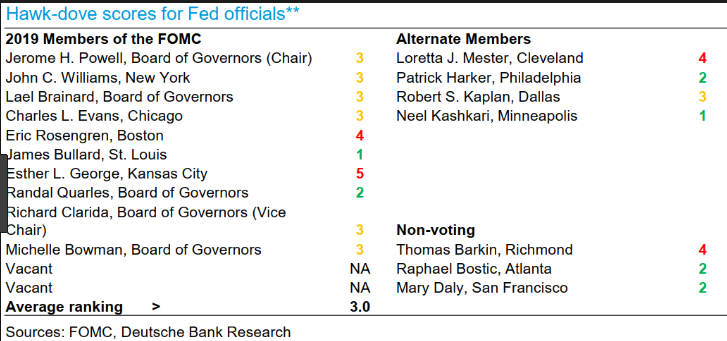 Hawk-dove scores for Fed officials**
2019 Members of the FOMC
Jerome H. Powell, Board of Governors (Chair) 3
John C. Williams, New York 3
Lael Brainard, Board of Governors 3
Charles L. Evans, Chicago 3
Eric Rosengren, Boston 4
James Bullard, St. Louis 1
Esther L. George, Kansas City 5
Randal Quarles, Board of Governors 2
Richard Clarida, Board of Governors (Vice
Chair) 3
Michelle Bowman, Board of Governors 3
Vacant NA
Vacant NA
Average ranking > 3.0
Alternate Members
Loretta J. Mester, Cleveland 4
Patrick Harker, Philadelphia 2
Robert S. Kaplan, Dallas 3
Neel Kashkari, Minneapolis 1
Non-voting
Thomas Barkin, Richmond 4
Raphael Bostic, Atlanta 2
Mary Daly, San Francisco 2
Sources: FOMC, Deutsche Bank Research